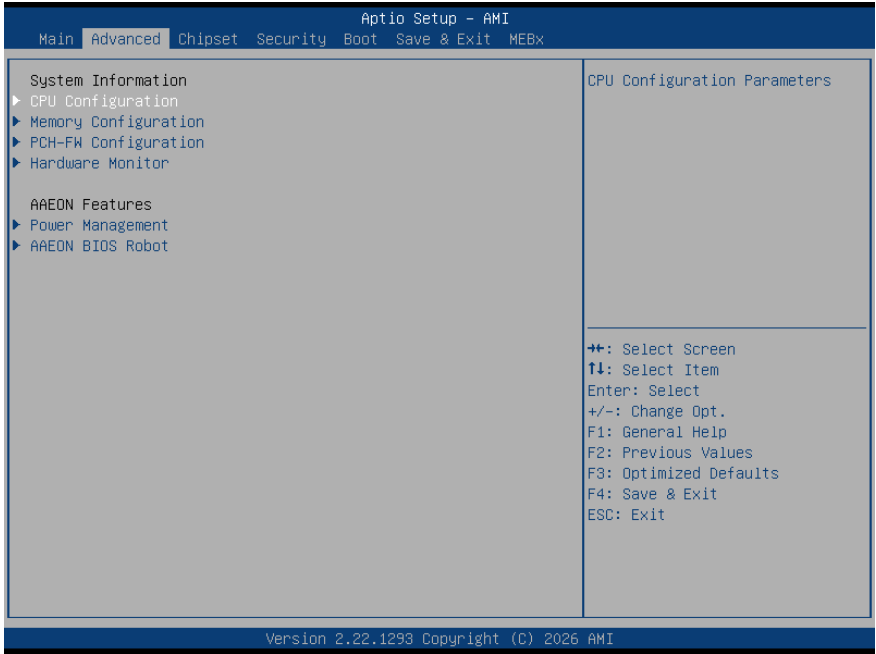 Aptio Setup – AMI
Main Advanced Chipset Security Boot Save & Exit MEBx
System Information
CPU Configuration
Memory Configuration
PCH-FW Configuration
Hardware Monitor
AAEON Features
Power Management
AAEON BIOS Robot
CPU Configuration Parameters
→←: Select Screen
↑↓: Select Item
Enter: Select
+/-: Change Opt.
F1: General Help
F2: Previous Values
F3: Optimized Defaults
F4: Save & Exit
ESC: Exit
Version 2.22.1293 Copyright (C) 2026 AMI